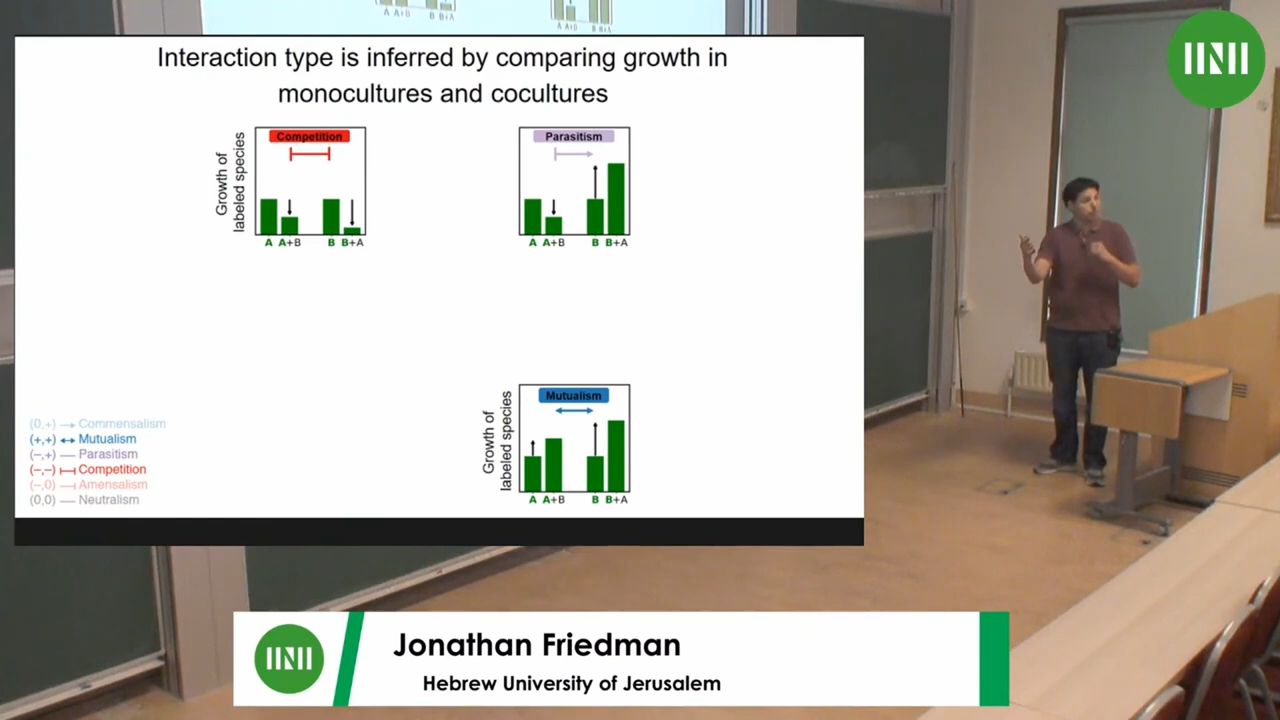 A A+B B B+A
A A+B B B+A
Interaction type is inferred by comparing growth in
monocultures and cocultures
Competition
Growth of
labeled species
A A+B B B+A
Parasitism
A A+B B B+A
Mutualism
Growth of
labeled species
A A+B B B+A
(0,+) → Commensalism
(+,+) ↔ Mutualism
(−,+) — Parasitism
(−,−) ⊢⊣ Competition
(−,0) —⊣ Amensalism
(0,0) — Neutralism
Jonathan Friedman
Hebrew University of Jerusalem